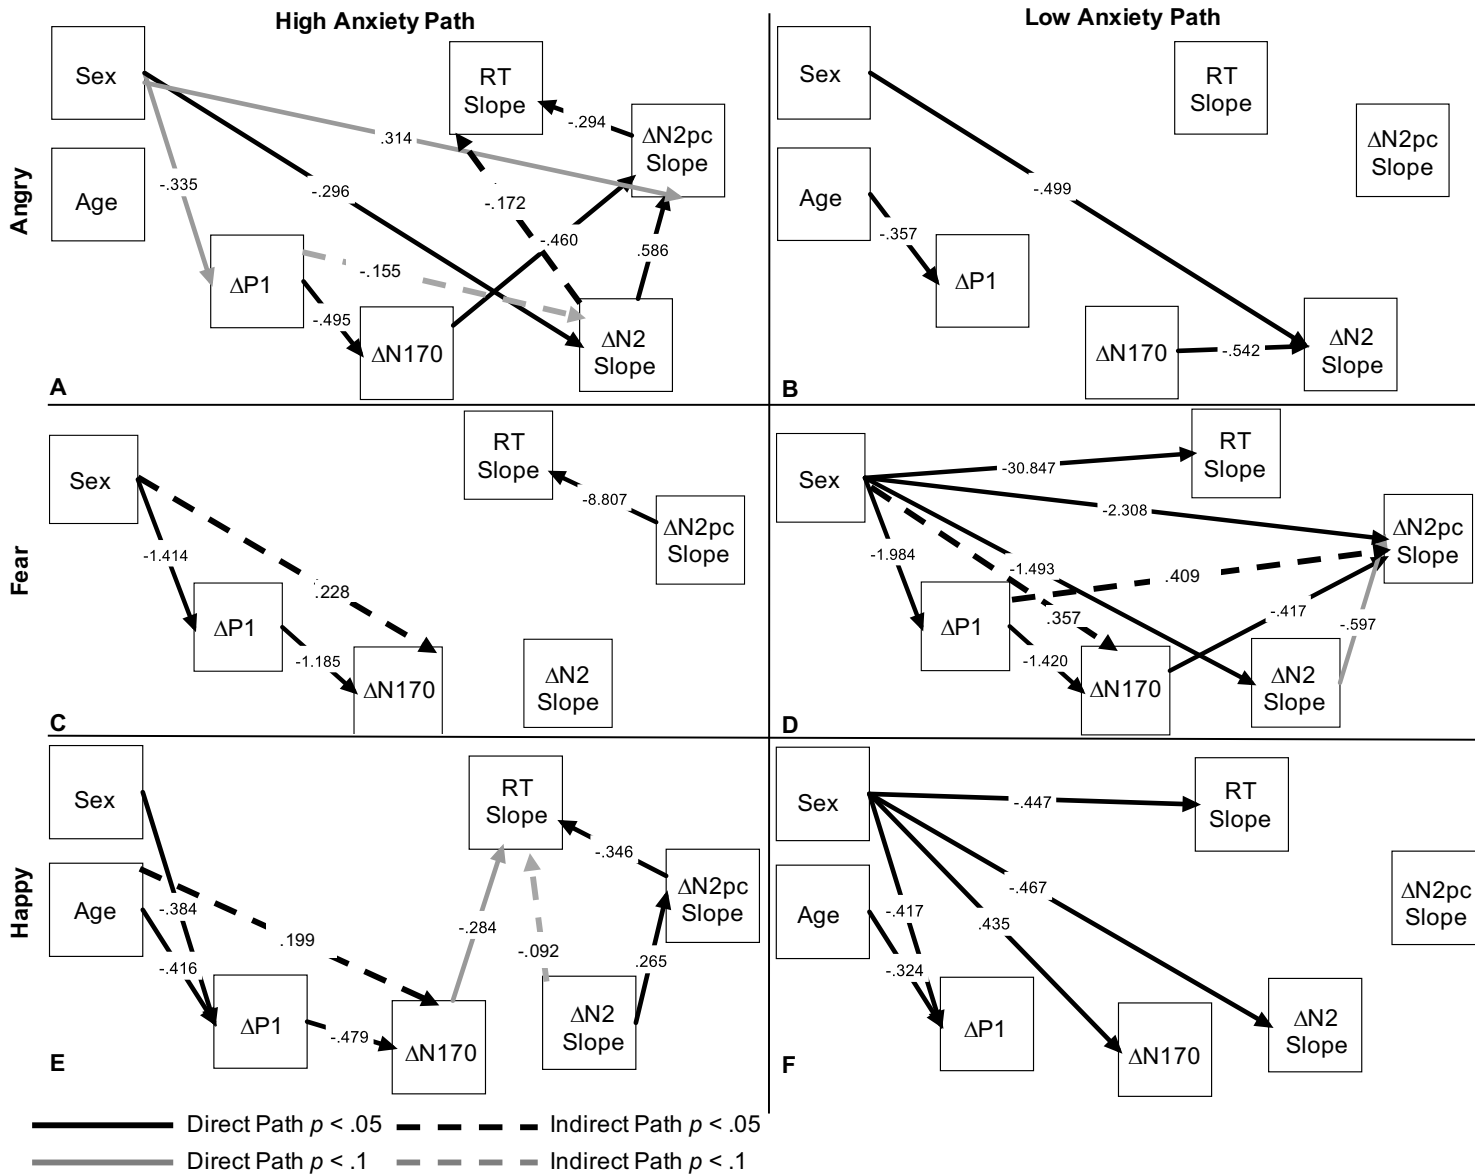 High Anxiety Path
Low Anxiety Path
Angry
Sex
Age
RT
Slope
ΔN2pc
Slope
ΔP1
ΔN170
ΔN2
Slope
-.294
.314
-.335
-.296
-.172
-.460
.586
-.155
-.495
A
Sex
Age
RT
Slope
ΔN2pc
Slope
ΔP1
ΔN170
ΔN2
Slope
-.499
-.357
-.542
B
Fear
Sex
RT
Slope
ΔN2pc
Slope
ΔP1
ΔN170
ΔN2
Slope
-8.807
-1.414
.228
-1.185
C
Sex
RT
Slope
ΔN2pc
Slope
ΔP1
ΔN170
ΔN2
Slope
-30.847
-2.308
-1.984
-1.493
.409
.357
-.417
-.597
-1.420
D
Happy
Sex
Age
RT
Slope
ΔN2pc
Slope
ΔP1
ΔN170
ΔN2
Slope
-.346
-.384
.199
-.284
-.092
.265
-.416
-.479
E
Sex
Age
RT
Slope
ΔN2pc
Slope
ΔP1
ΔN170
ΔN2
Slope
-.447
-.467
-.417
.435
-.324
F
Direct Path p < .05
Indirect Path p < .05
Direct Path p < .1
Indirect Path p < .1